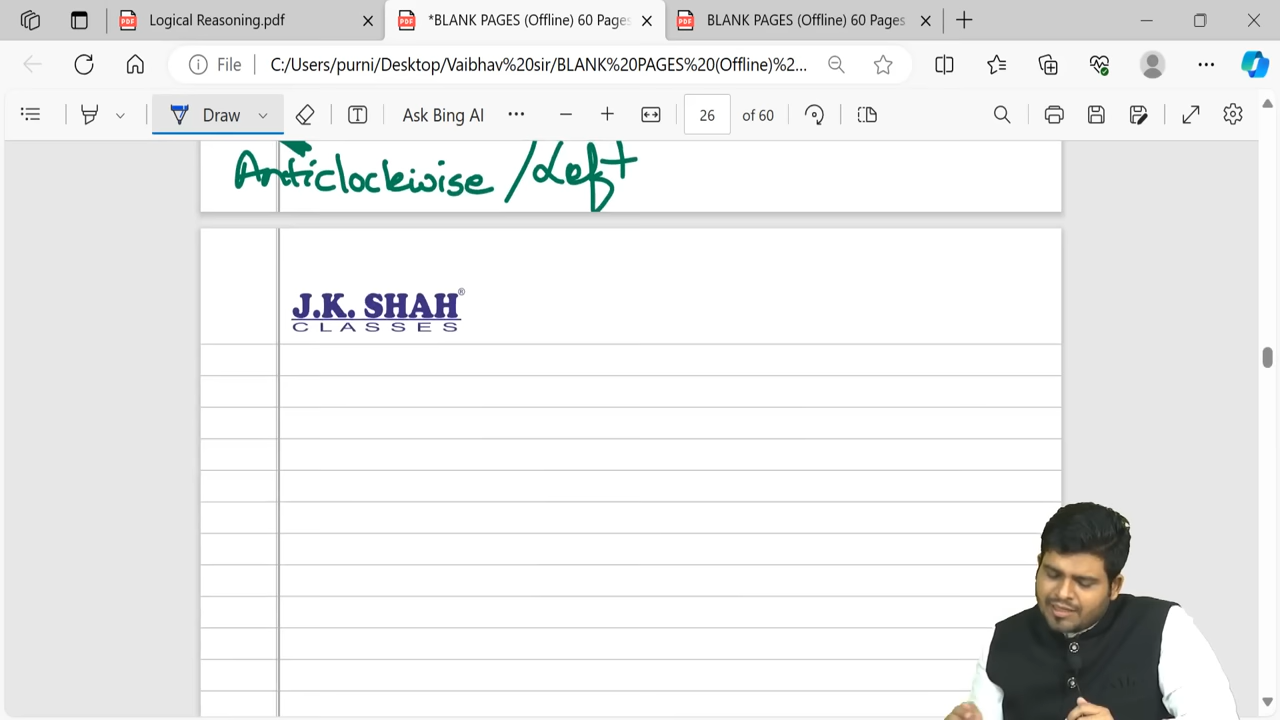 Logical Reasoning.pdf
*BLANK PAGES (Offline) 60 Pages
BLANK PAGES (Offline) 60 Pages
File
C:/Users/purni/Desktop/Vaibhav%20sir/BLANK%20PAGES%20(Offline)%2...
Draw
Ask Bing AI
26 of 60
Anticlockwise / Left
J.K. SHAH®
CLASSES